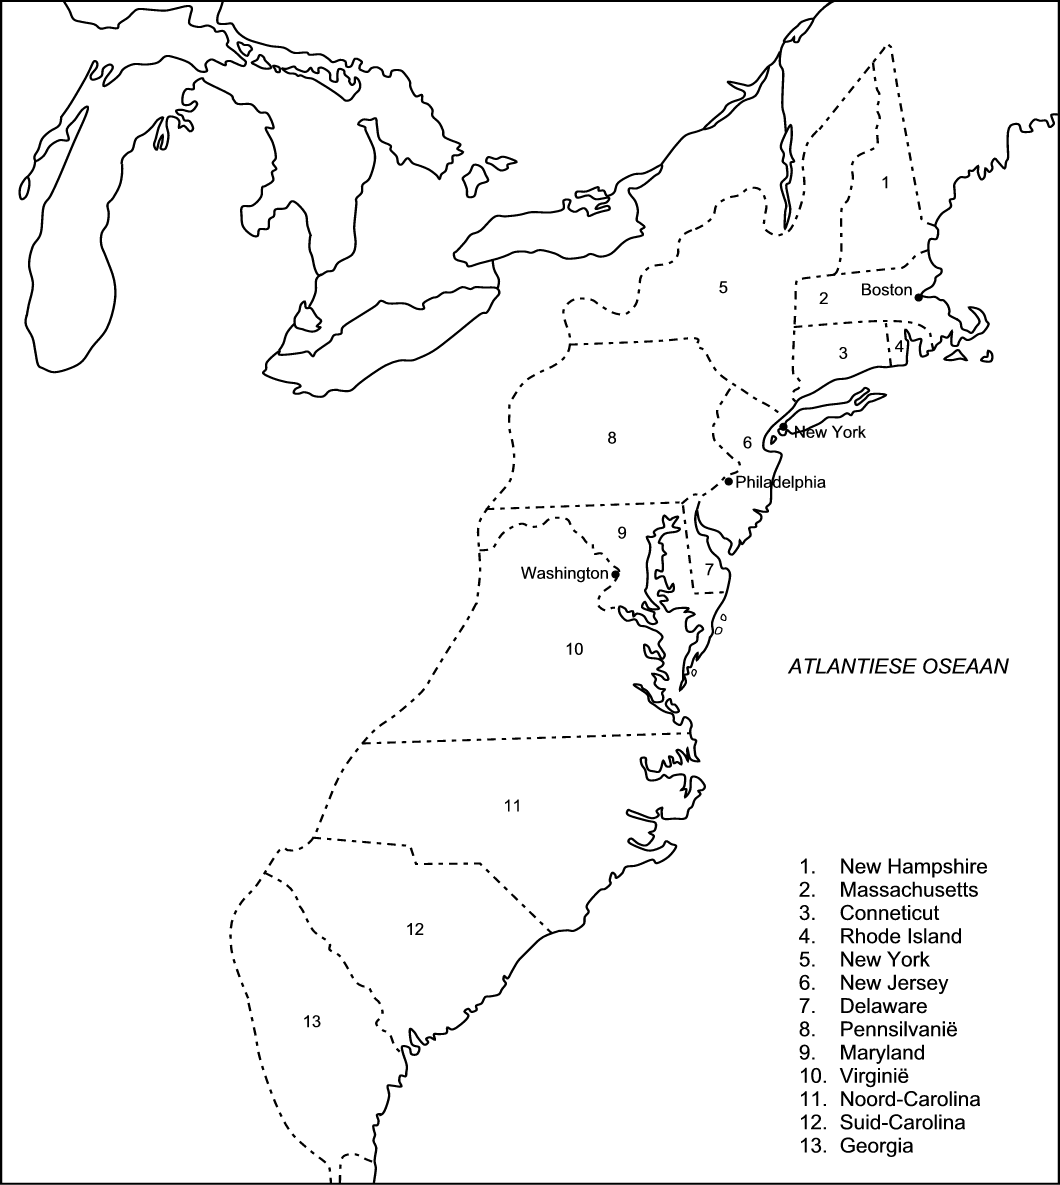 1
5
2
Boston
3
4
New York
6
8
Philadelphia
9
Washington
7
10
ATLANTIESE OSEAAN
11
12
13
1. New Hampshire
2. Massachusetts
3. Conneticut
4. Rhode Island
5. New York
6. New Jersey
7. Delaware
8. Pennsilvanië
9. Maryland
10. Virginië
11. Noord-Carolina
12. Suid-Carolina
13. Georgia